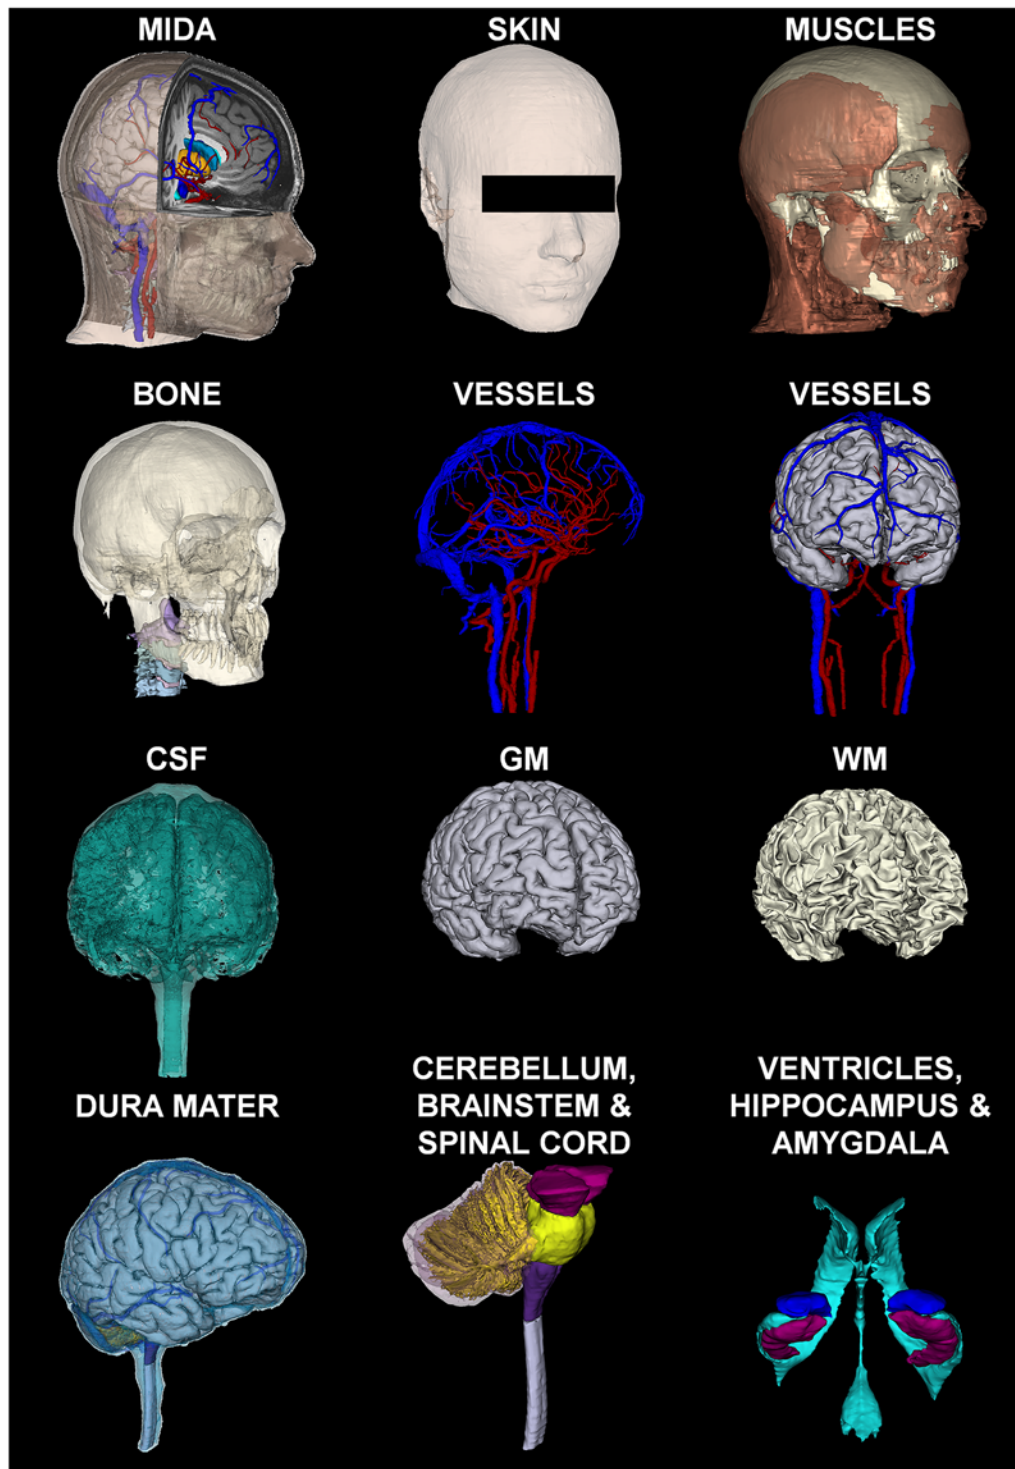 MIDA
SKIN
MUSCLES
BONE
VESSELS
VESSELS
CSF
GM
WM
DURA MATER
CEREBELLUM,
BRAINSTEM &
SPINAL CORD
VENTRICLES,
HIPPOCAMPUS &
AMYGDALA